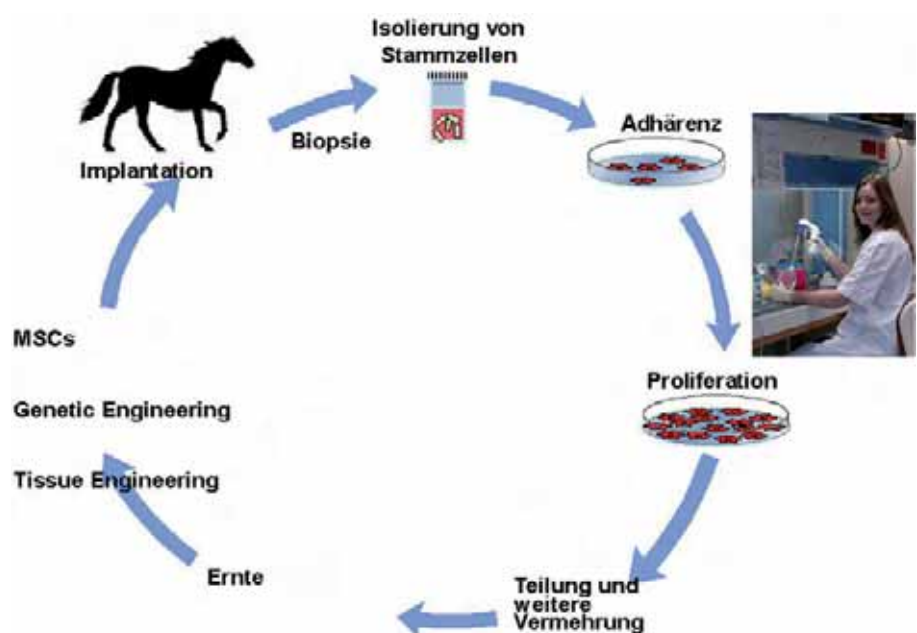 Isolierung von
Stammzellen
Biopsie
Implantation
Adhärenz
Proliferation
Teilung und
weitere
Vermehrung
Ernte
Tissue Engineering
Genetic Engineering
MSCs